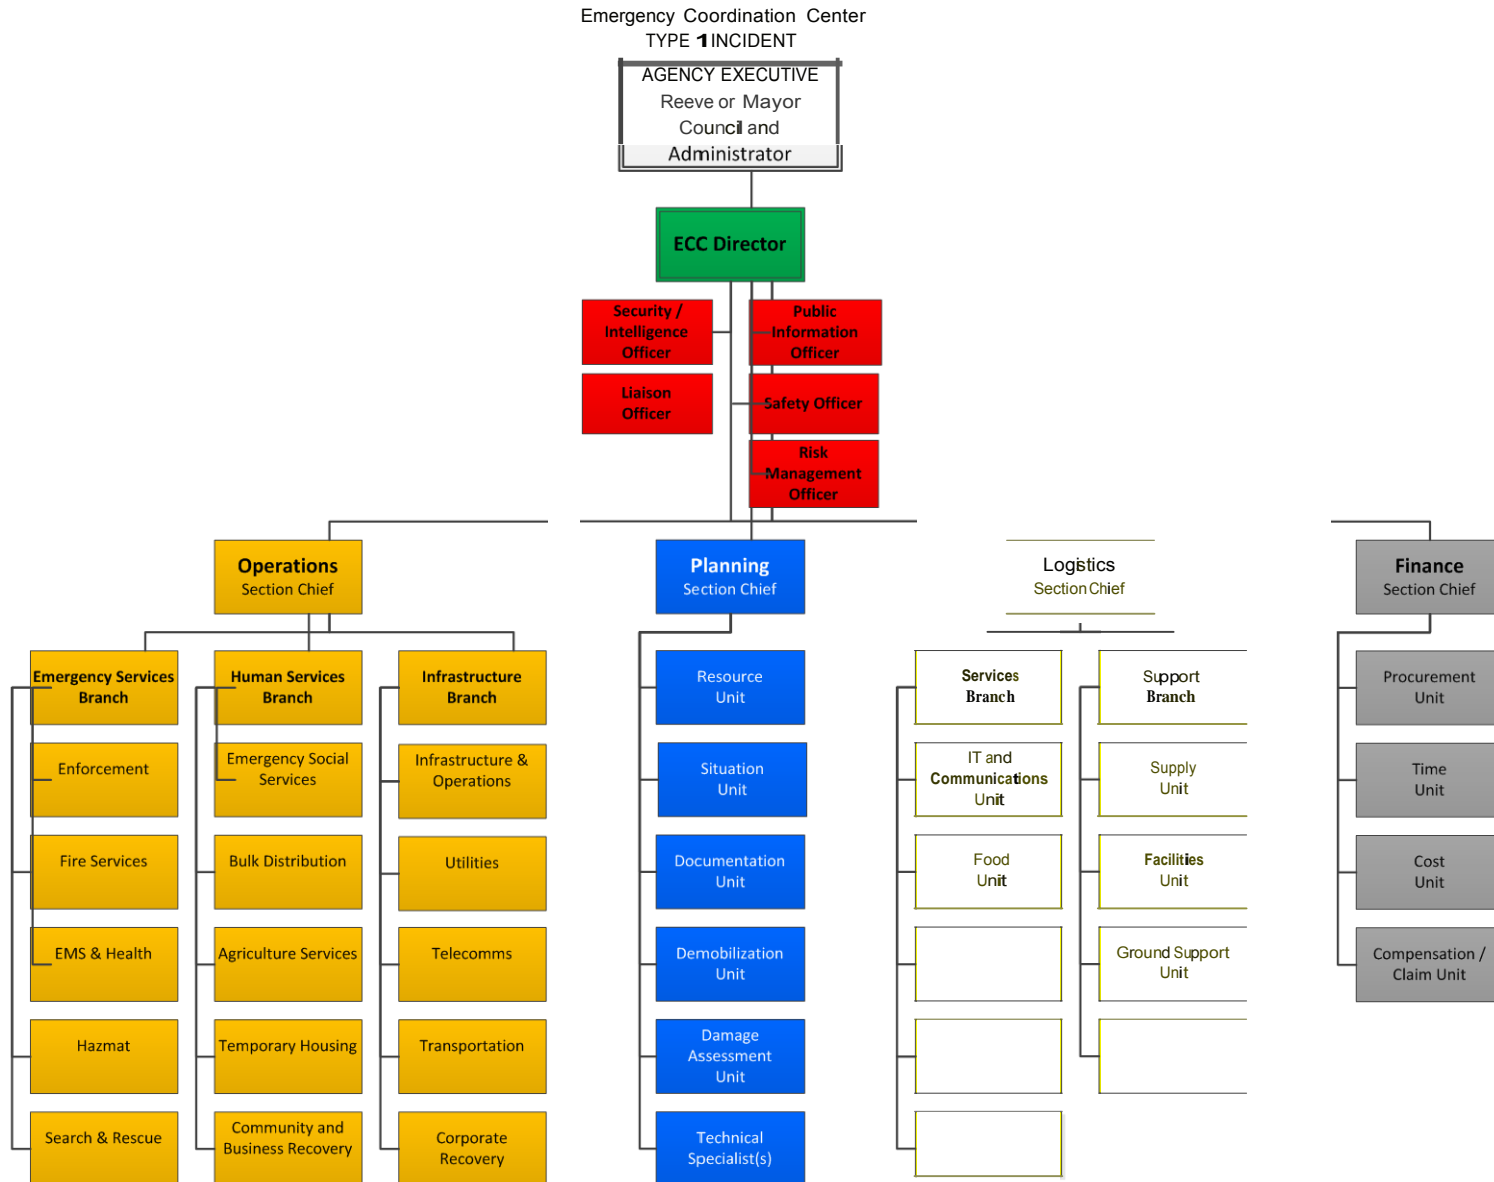 Emergency Coordination Center
TYPE 1 INCIDENT
AGENCY EXECUTIVE
Reeve or Mayor
Council and
Administrator
ECC Director
Security /
Intelligence
Officer
Public
Information
Officer
Liaison
Officer
Safety Officer
Risk
Management
Officer
Operations
Section Chief
Planning
Section Chief
Logistics
Section Chief
Finance
Section Chief
Emergency Services
Branch
Enforcement
Fire Services
EMS & Health
Hazmat
Search & Rescue
Human Services
Branch
Emergency Social
Services
Bulk Distribution
Agriculture Services
Temporary Housing
Community and
Business Recovery
Infrastructure
Branch
Infrastructure &
Operations
Utilities
Telecomms
Transportation
Corporate
Recovery
Resource
Unit
Situation
Unit
Documentation
Unit
Demobilization
Unit
Damage
Assessment
Unit
Technical
Specialist(s)
Services
Branch
IT and
Communications
Unit
Food
Unit
Support
Branch
Supply
Unit
Facilities
Unit
Ground Support
Unit
Procurement
Unit
Time
Unit
Cost
Unit
Compensation /
Claim Unit